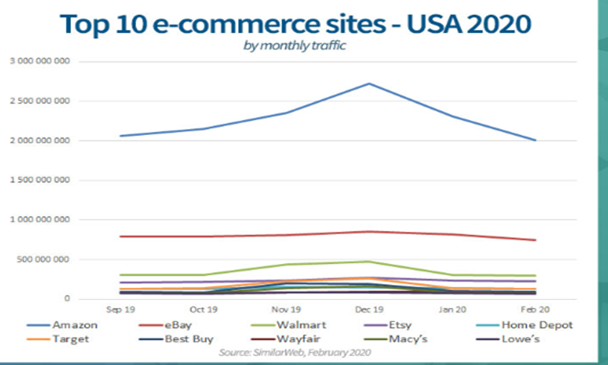 Top 10 e-commerce sites - USA 2020
by monthly traffic
3 000 000 000
2 500 000 000
2 000 000 000
1 500 000 000
1 000 000 000
500 000 000
0
Sep 19 Oct 19 Nov 19 Dec 19 Jan 20 Feb 20
Amazon eBay Walmart Etsy Home Depot
Target Best Buy Wayfair Macy's Lowe's
Source: SimilarWeb, February 2020